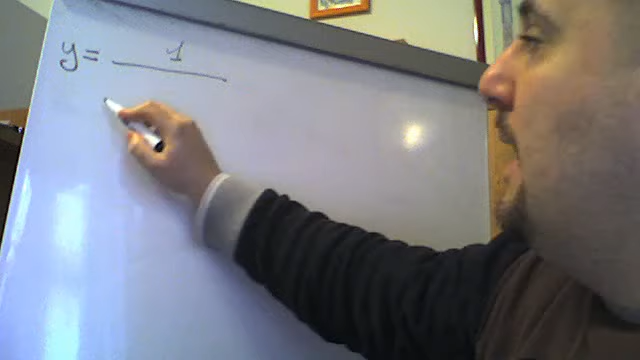 y = 1